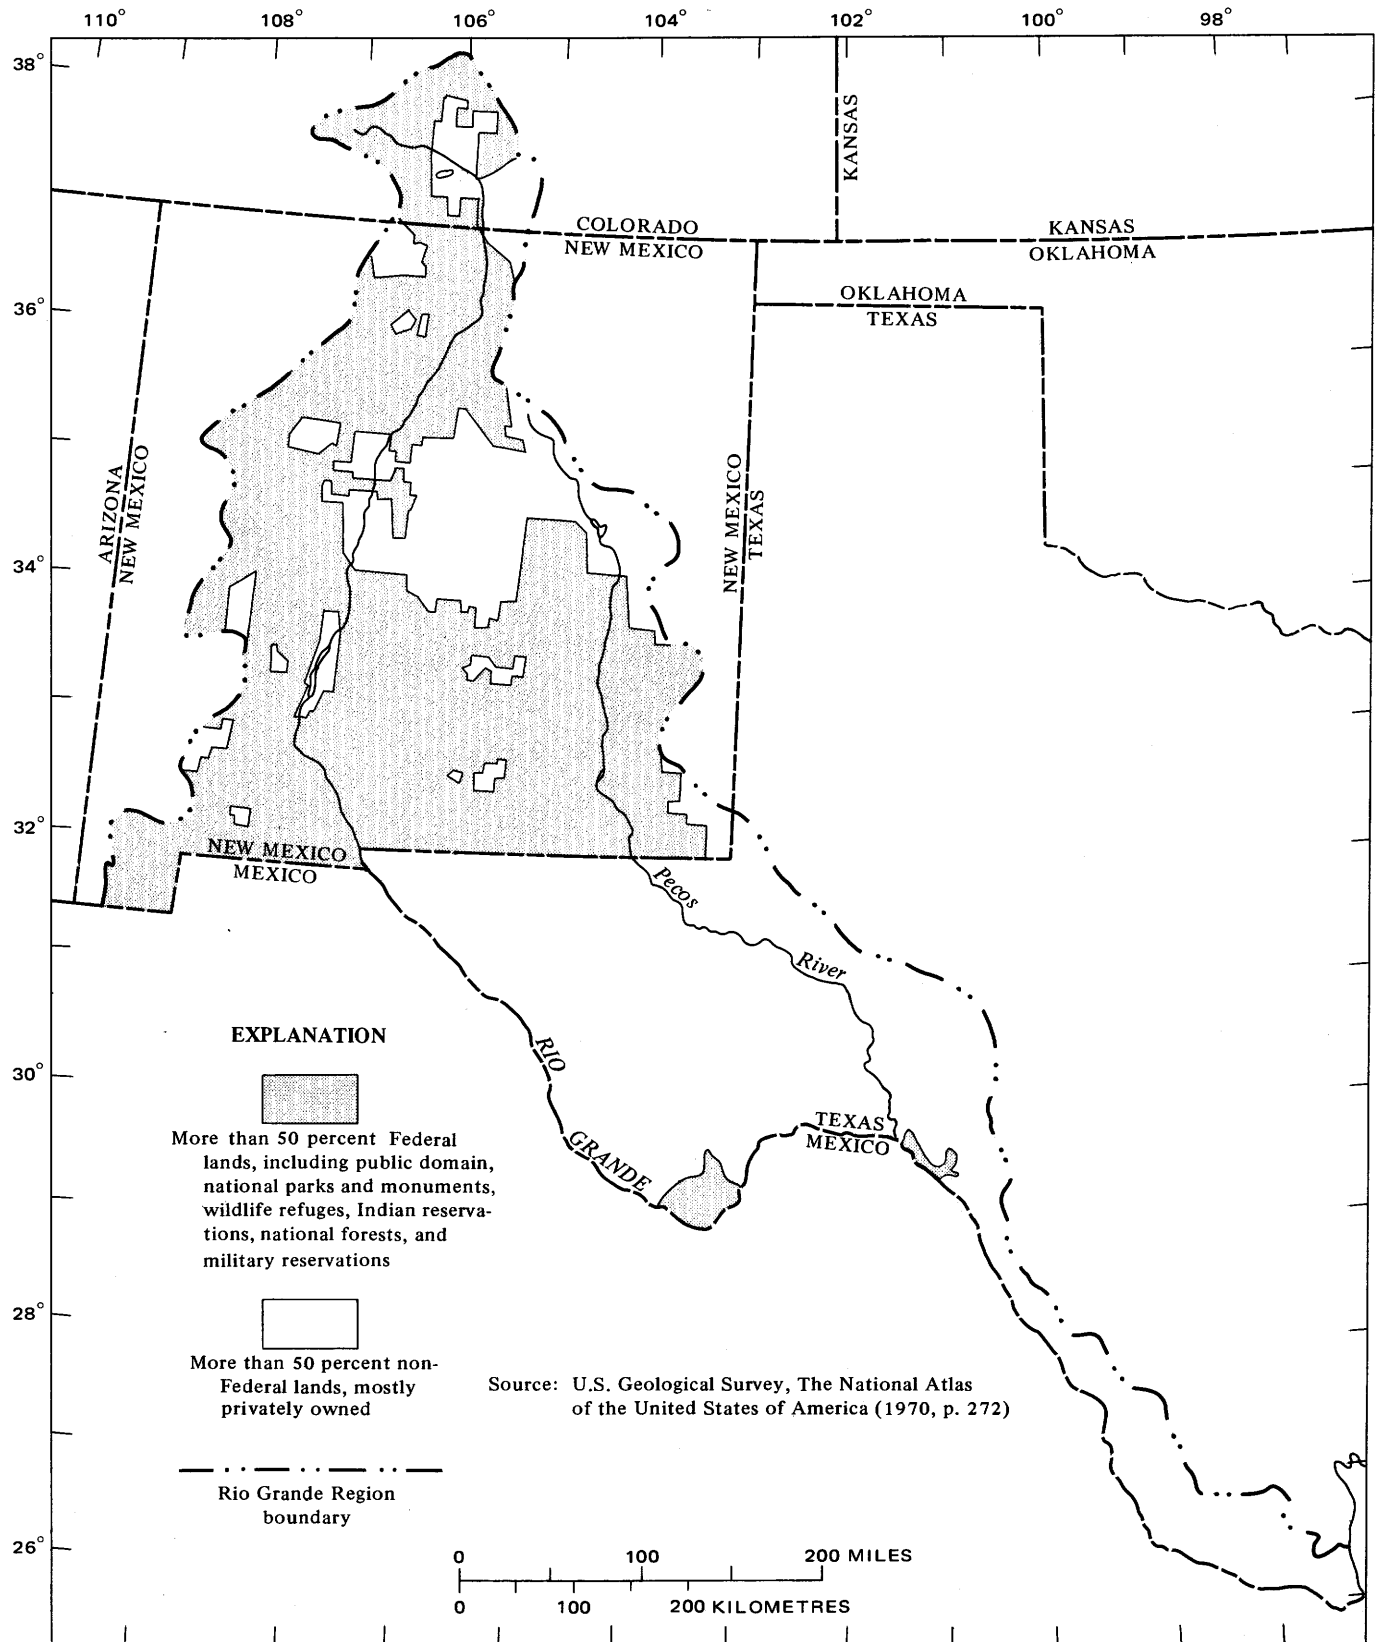 110° 108° 106° 104° 102° 100° 98°
38°
KANSAS
COLORADO
NEW MEXICO
KANSAS
OKLAHOMA
36°
OKLAHOMA
TEXAS
ARIZONA
NEW MEXICO
NEW MEXICO
TEXAS
34°
32°
NEW MEXICO
MEXICO
Pecos
River
EXPLANATION
RIO
30°
GRANDE
TEXAS
MEXICO
More than 50 percent Federal
lands, including public domain,
national parks and monuments,
wildlife refuges, Indian reserva-
tions, national forests, and
military reservations
28°
More than 50 percent non-
Federal lands, mostly
privately owned
Source: U.S. Geological Survey, The National Atlas
of the United States of America (1970, p. 272)
Rio Grande Region
boundary
26°
0 100 200 MILES
0 100 200 KILOMETRES